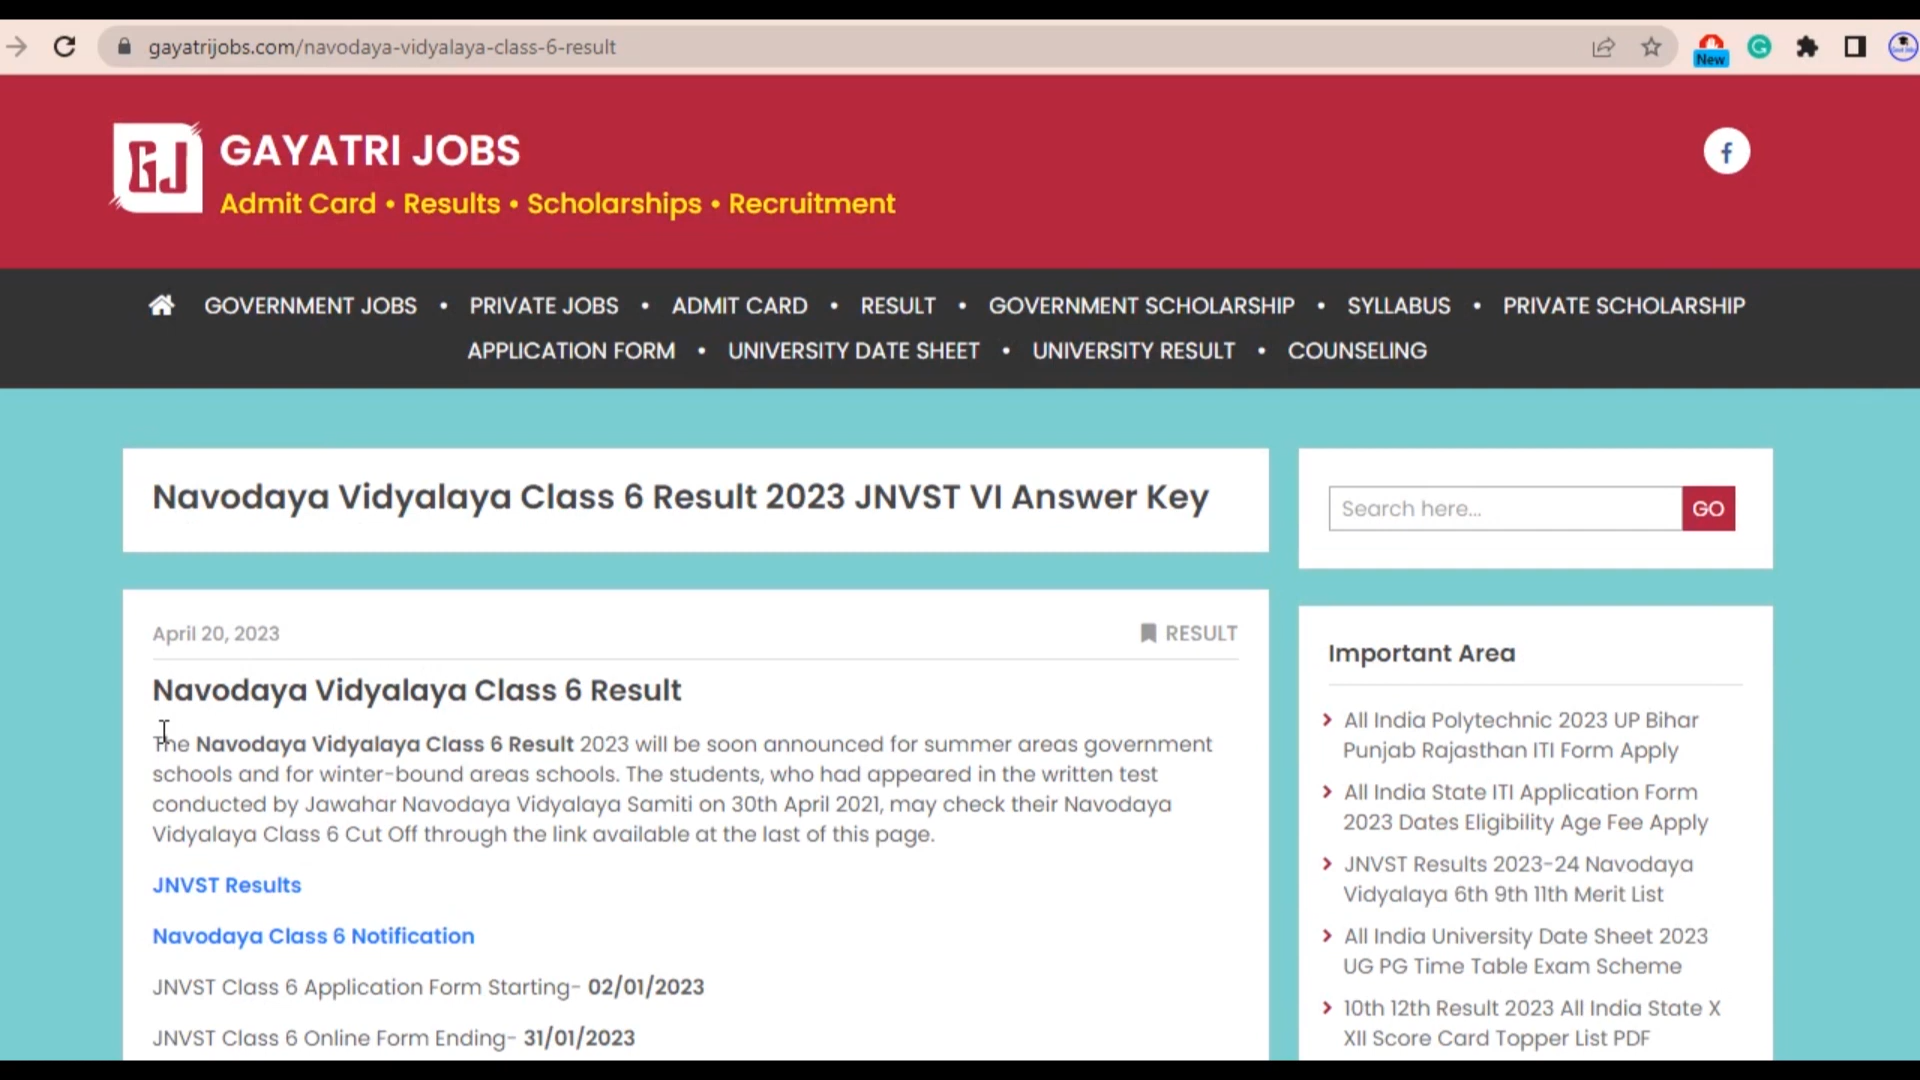 gayatrijobs.com/navodaya-vidyalaya-class-6-result
New
GJ
GAYATRI JOBS
Admit Card • Results • Scholarships • Recruitment
GOVERNMENT JOBS • PRIVATE JOBS • ADMIT CARD • RESULT • GOVERNMENT SCHOLARSHIP • SYLLABUS • PRIVATE SCHOLARSHIP
APPLICATION FORM • UNIVERSITY DATE SHEET • UNIVERSITY RESULT • COUNSELING
Navodaya Vidyalaya Class 6 Result 2023 JNVST VI Answer Key
April 20, 2023
RESULT
Navodaya Vidyalaya Class 6 Result
The Navodaya Vidyalaya Class 6 Result 2023 will be soon announced for summer areas government
schools and for winter-bound areas schools. The students, who had appeared in the written test
conducted by Jawahar Navodaya Vidyalaya Samiti on 30th April 2021, may check their Navodaya
Vidyalaya Class 6 Cut Off through the link available at the last of this page.
JNVST Results
Navodaya Class 6 Notification
JNVST Class 6 Application Form Starting- 02/01/2023
JNVST Class 6 Online Form Ending- 31/01/2023
Search here...
GO
Important Area
All India Polytechnic 2023 UP Bihar
Punjab Rajasthan ITI Form Apply
All India State ITI Application Form
2023 Dates Eligibility Age Fee Apply
JNVST Results 2023-24 Navodaya
Vidyalaya 6th 9th 11th Merit List
All India University Date Sheet 2023
UG PG Time Table Exam Scheme
10th 12th Result 2023 All India State X
XII Score Card Topper List PDF